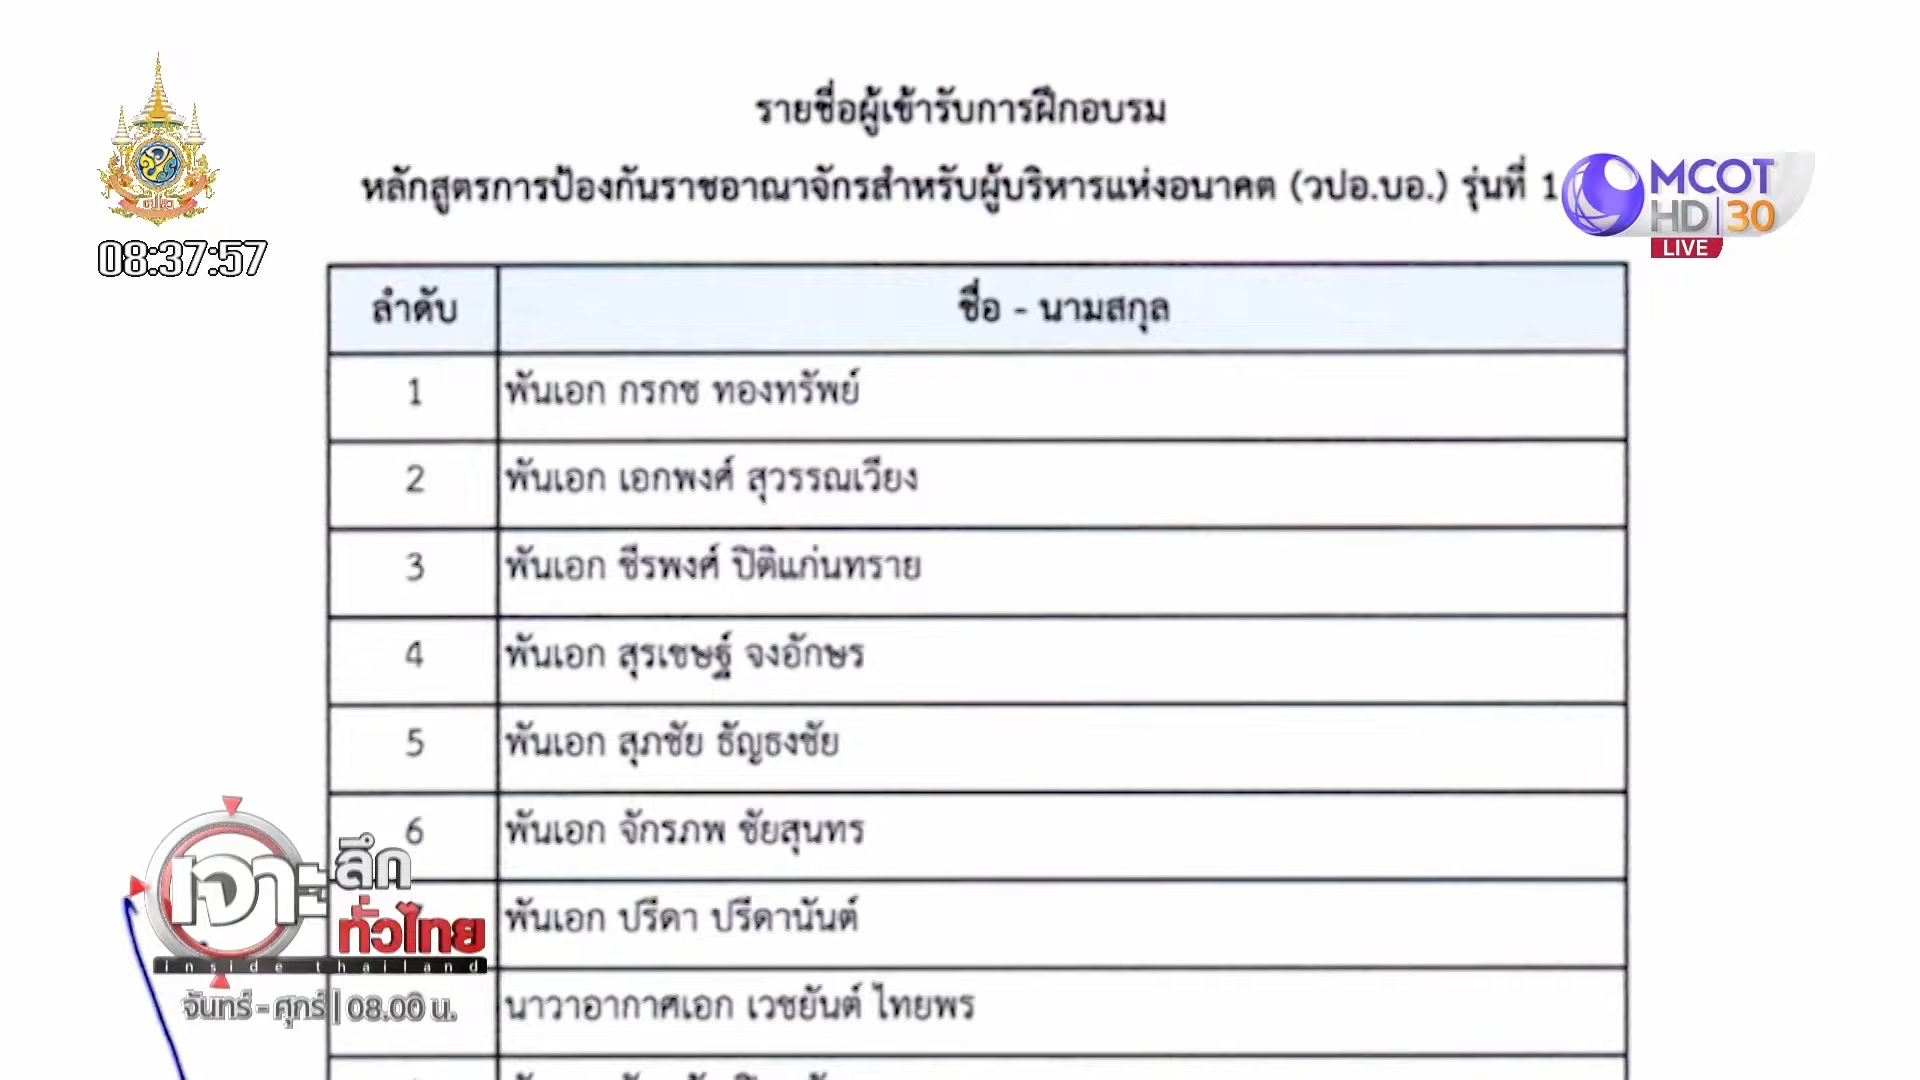 รายชื่อผู้เข้ารับการฝึกอบรม
หลักสูตรการป้องกันราชอาณาจักรสำหรับผู้บริหารแห่งอนาคต (วปอ.บอ.) รุ่นที่ 1
MCOT
HD 30
LIVE
08:37:57
ลำดับ ชื่อ - นามสกุล
1 พันเอก กรกช ทองทรัพย์
2 พันเอก เอกพงศ์ สุวรรณเวียง
3 พันเอก ชีรพงศ์ ปิติแก่นทราย
4 พันเอก สุรเชษฐ์ จงอักษร
5 พันเอก สุภชัย ธัญธงชัย
6 พันเอก จักรภพ ชัยสุนทร
พันเอก ปรีดา ปรีดานันต์
นาวาอากาศเอก เวชยันต์ ไทยพร
เจาะลึก
ทั่วไทย
inside thailand
จันทร์ - ศุกร์ | 08.00 น.